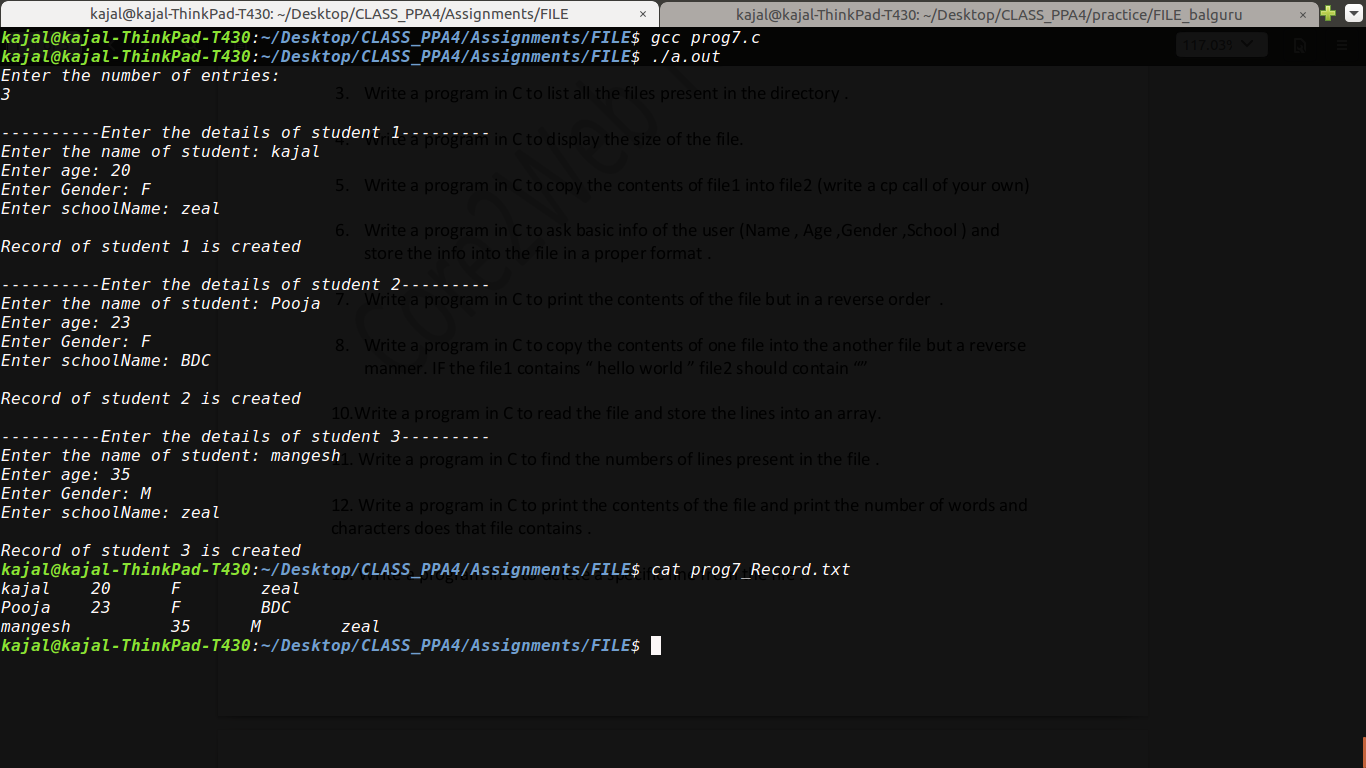 kajal@kajal-ThinkPad-T430: ~/Desktop/CLASS_PPA4/Assignments/FILE × kajal@kajal-ThinkPad-T430: ~/Desktop/CLASS_PPA4/practice/FILE_balguru ×
kajal@kajal-ThinkPad-T430:~/Desktop/CLASS_PPA4/Assignments/FILE$ gcc prog7.c
117.03%
kajal@kajal-ThinkPad-T430:~/Desktop/CLASS_PPA4/Assignments/FILE$ ./a.out
Enter the number of entries:
3
3. Write a program in C to list all the files present in the directory .
----------Enter the details of student 1---------
4. Write a program in C to display the size of the file.
Enter the name of student: kajal
Enter age: 20
Enter Gender: F
5. Write a program in C to copy the contents of file1 into file2 (write a cp call of your own)
Enter schoolName: zeal
6. Write a program in C to ask basic info of the user (Name , Age ,Gender ,School ) and
store the info into the file in a proper format .
Record of student 1 is created
----------Enter the details of student 2---------
Enter the name of student: Pooja
7. Write a program in C to print the contents of the file but in a reverse order .
Enter age: 23
Enter Gender: F
8. Write a program in C to copy the contents of one file into the another file but a reverse
manner. IF the file1 contains “ hello world ” file2 should contain “”
Enter schoolName: BDC
Record of student 2 is created
10.Write a program in C to read the file and store the lines into an array.
----------Enter the details of student 3---------
Enter the name of student: mangesh
11. Write a program in C to find the numbers of lines present in the file .
Enter age: 35
Enter Gender: M
12. Write a program in C to print the contents of the file and print the number of words and
characters does that file contains .
Enter schoolName: zeal
Record of student 3 is created
kajal@kajal-ThinkPad-T430:~/Desktop/CLASS_PPA4/Assignments/FILE$ cat prog7_Record.txt
kajal 20 F zeal
Pooja 23 F BDC
mangesh 35 M zeal
kajal@kajal-ThinkPad-T430:~/Desktop/CLASS_PPA4/Assignments/FILE$
Core2Web